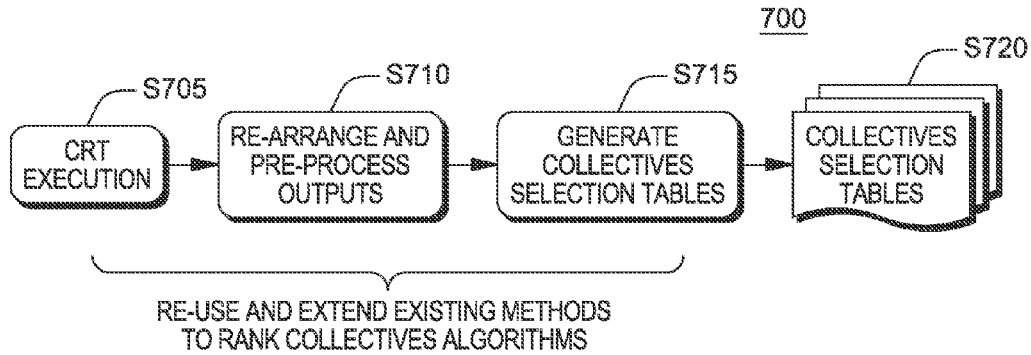 700
S705
S710
S715
S720
CRT
EXECUTION
RE-ARRANGE AND
PRE-PROCESS
OUTPUTS
GENERATE
COLLECTIVES
SELECTION TABLES
COLLECTIVES
SELECTION
TABLES
RE-USE AND EXTEND EXISTING METHODS
TO RANK COLLECTIVES ALGORITHMS